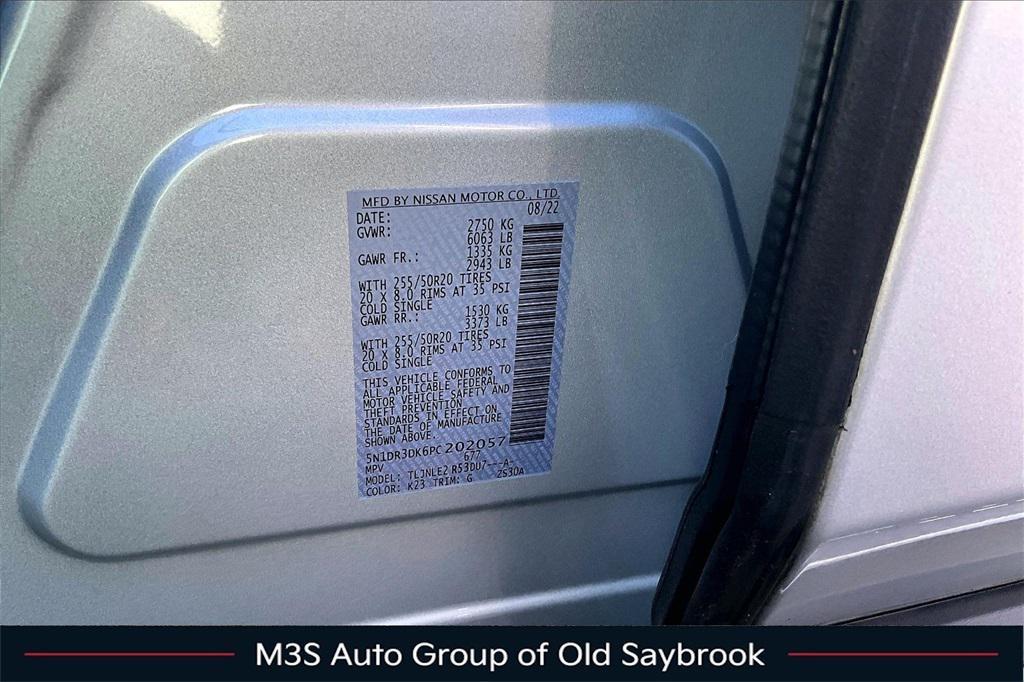 MFD BY NISSAN MOTOR CO., LTD.
DATE: 08/22
GVWR: 2750 KG
6063 LB
GAWR FR.: 1335 KG
2943 LB
WITH 255/50R20 TIRES
20 X 8.0 RIMS AT 35 PSI
COLD SINGLE
GAWR RR.: 1530 KG
3373 LB
WITH 255/50R20 TIRES
20 X 8.0 RIMS AT 35 PSI
COLD SINGLE
THIS VEHICLE CONFORMS TO
ALL APPLICABLE FEDERAL
MOTOR VEHICLE SAFETY AND
THEFT PREVENTION
STANDARDS IN EFFECT ON
THE DATE OF MANUFACTURE
SHOWN ABOVE.
5N1DR3DK6PC202057
MPV 677
MODEL: TLJNLE2 R53DU7---A-
COLOR: K23 TRIM: G ZS30A
M3S Auto Group of Old Saybrook